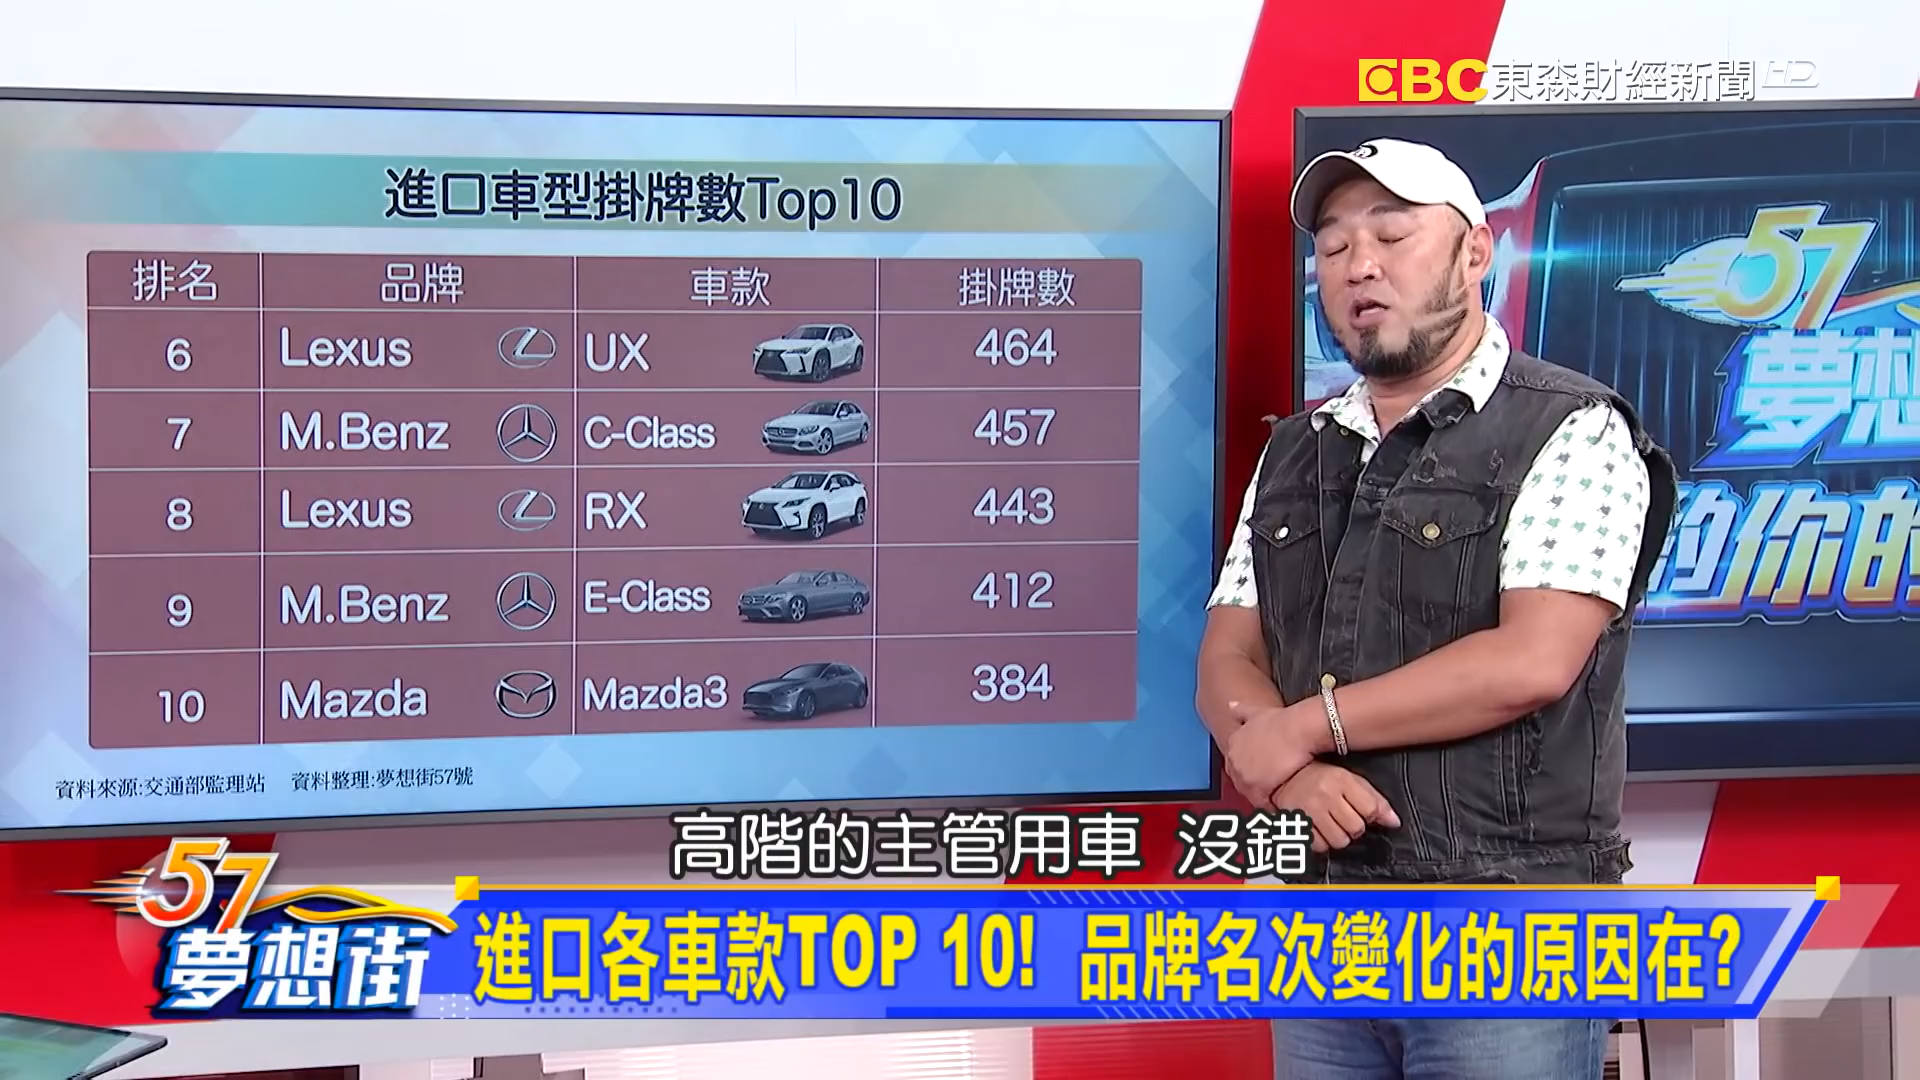 EBC東森財經新聞HD
進口車型掛牌數Top10
排名 品牌 車款 掛牌數
6 Lexus UX 464
7 M.Benz C-Class 457
8 Lexus RX 443
9 M.Benz E-Class 412
10 Mazda Mazda3 384
資料來源:交通部監理站 資料整理:夢想街57號
57
夢想
你的
高階的主管用車 沒錯
57
夢想街
進口各車款TOP 10! 品牌名次變化的原因在?